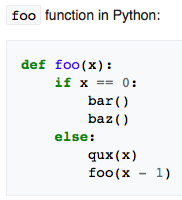 foo function in Python:
def foo(x):
    if x == 0:
        bar()
        baz()
    else:
        qux(x)
        foo(x - 1)